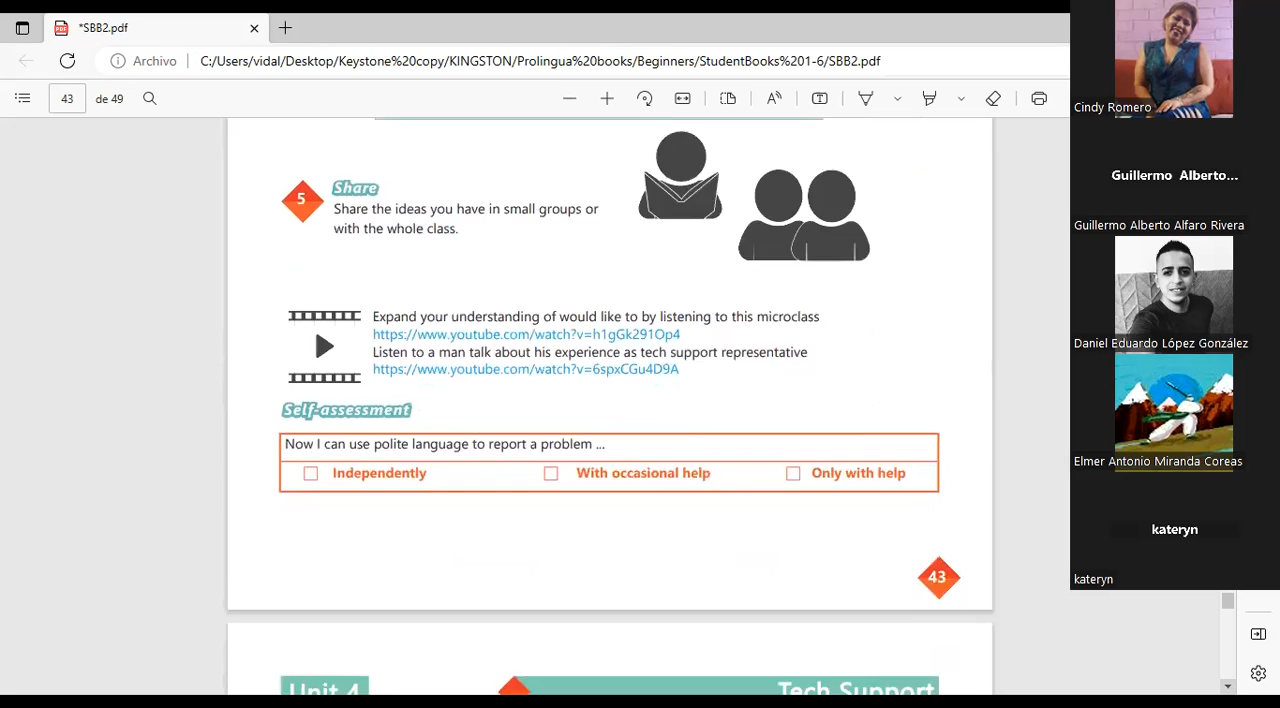 *SBB2.pdf
Archivo
C:/Users/vidal/Desktop/Keystone%20copy/KINGSTON/Prolingua%20books/Beginners/StudentBooks%201-6/SBB2.pdf
43
de 49
5
Share
Share the ideas you have in small groups or
with the whole class.
Expand your understanding of would like to by listening to this microclass
https://www.youtube.com/watch?v=h1gGk291Op4
Listen to a man talk about his experience as tech support representative
https://www.youtube.com/watch?v=6spxCGu4D9A
Self-assessment
Now I can use polite language to report a problem ...
Independently
With occasional help
Only with help
43
Unit 4
Tech Support
Cindy Romero
Guillermo Alberto...
Guillermo Alberto Alfaro Rivera
Daniel Eduardo López González
Elmer Antonio Miranda Coreas
kateryn
kateryn